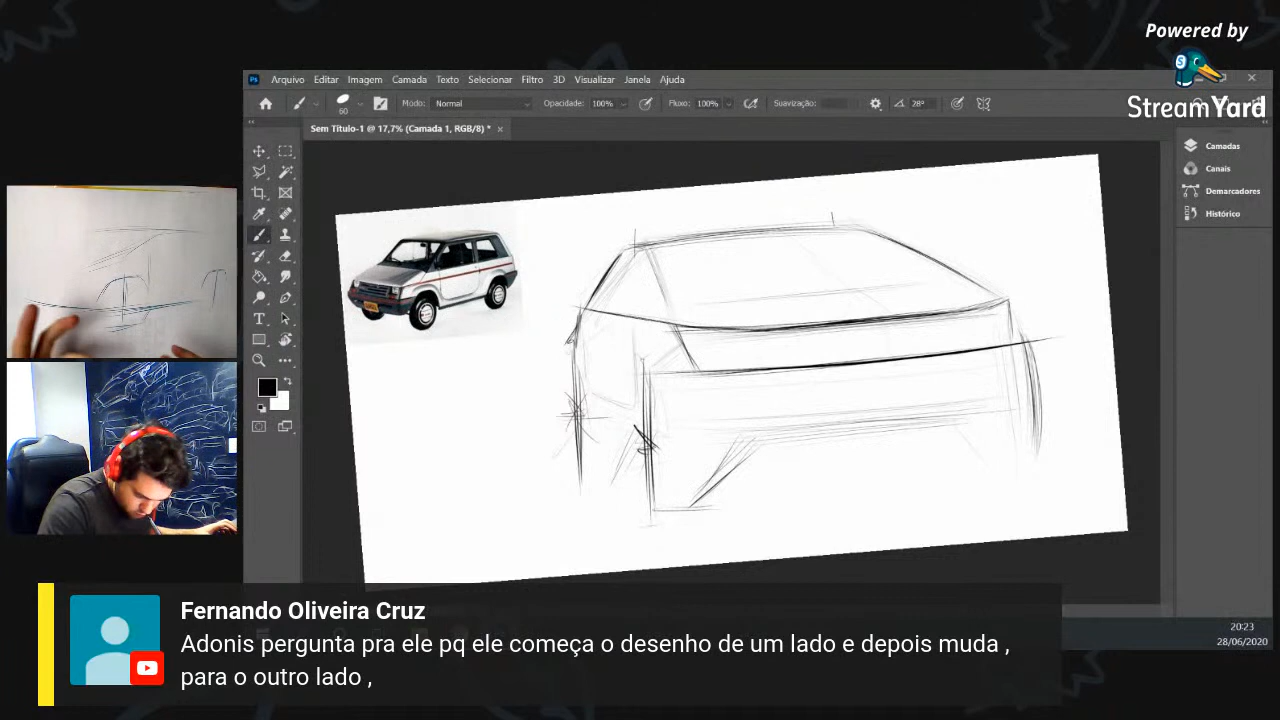 Powered by
StreamYard
Arquivo Editar Imagem Camada Texto Selecionar Filtro 3D Visualizar Janela Ajuda
60
Modo: Normal Opacidade: 100% Fluxo: 100% Suavização: 28°
Sem Título-1 @ 17,7% (Camada 1, RGB/8) *
Camadas
Canais
Demarcadores
Histórico
Fernando Oliveira Cruz
Adonis pergunta pra ele pq ele começa o desenho de um lado e depois muda ,
para o outro lado ,
20:23
28/06/2020